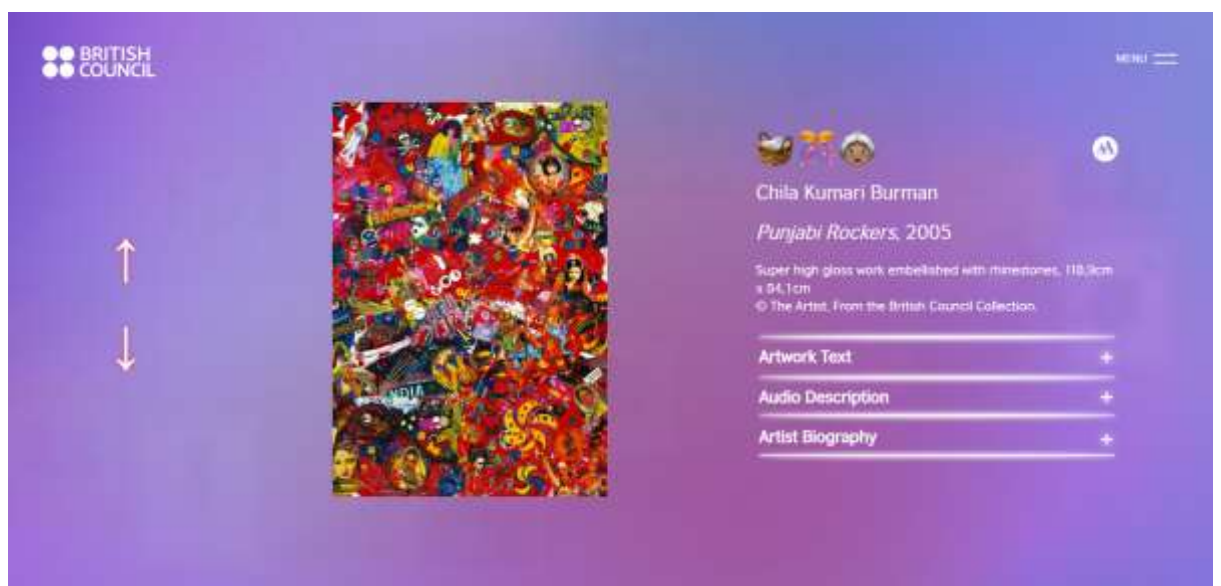 BRITISH
COUNCIL
MENU
Chila Kumari Burman
Punjabi Rockers, 2005
Super high gloss work embellished with rhinestones, 118,9cm
x 84,1cm
© The Artist. From the British Council Collection.
Artwork Text +
Audio Description +
Artist Biography +
INDIA